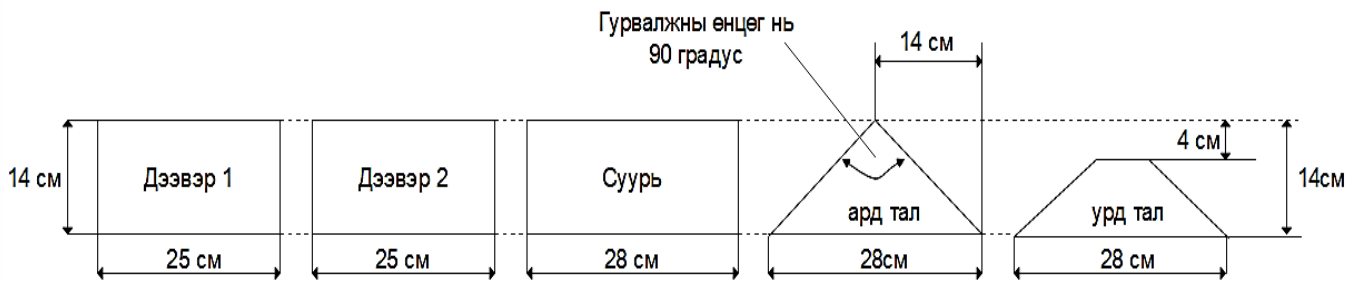 Гурвалжны өнцөг нь
90 градус
14 см
4 см
14 см
Дээвэр 1
Дээвэр 2
Суурь
ард тал
урд тал
14см
25 см
25 см
28 см
28см
28 см